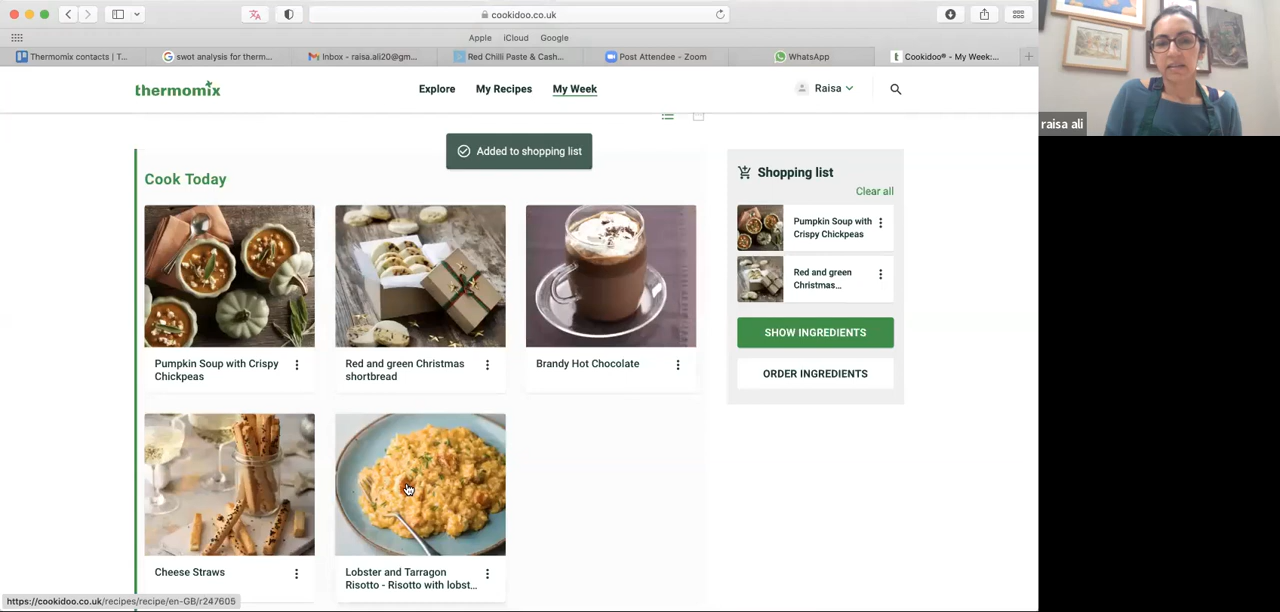 cookidoo.co.uk
Apple iCloud Google
Thermomix contacts | T...
swot analysis for therm...
Inbox - raisa.ali20@gm...
Red Chilli Paste & Cash...
Post Attendee - Zoom
WhatsApp
Cookidoo® - My Week:...
thermomix
Explore My Recipes My Week
Raisa
raisa ali
Added to shopping list
Cook Today
Pumpkin Soup with Crispy
Chickpeas
Red and green Christmas
shortbread
Brandy Hot Chocolate
Cheese Straws
Lobster and Tarragon
Risotto - Risotto with lobst...
Shopping list
Clear all
Pumpkin Soup with
Crispy Chickpeas
Red and green
Christmas...
SHOW INGREDIENTS
ORDER INGREDIENTS
https://cookidoo.co.uk/recipes/recipe/en-GB/r247605